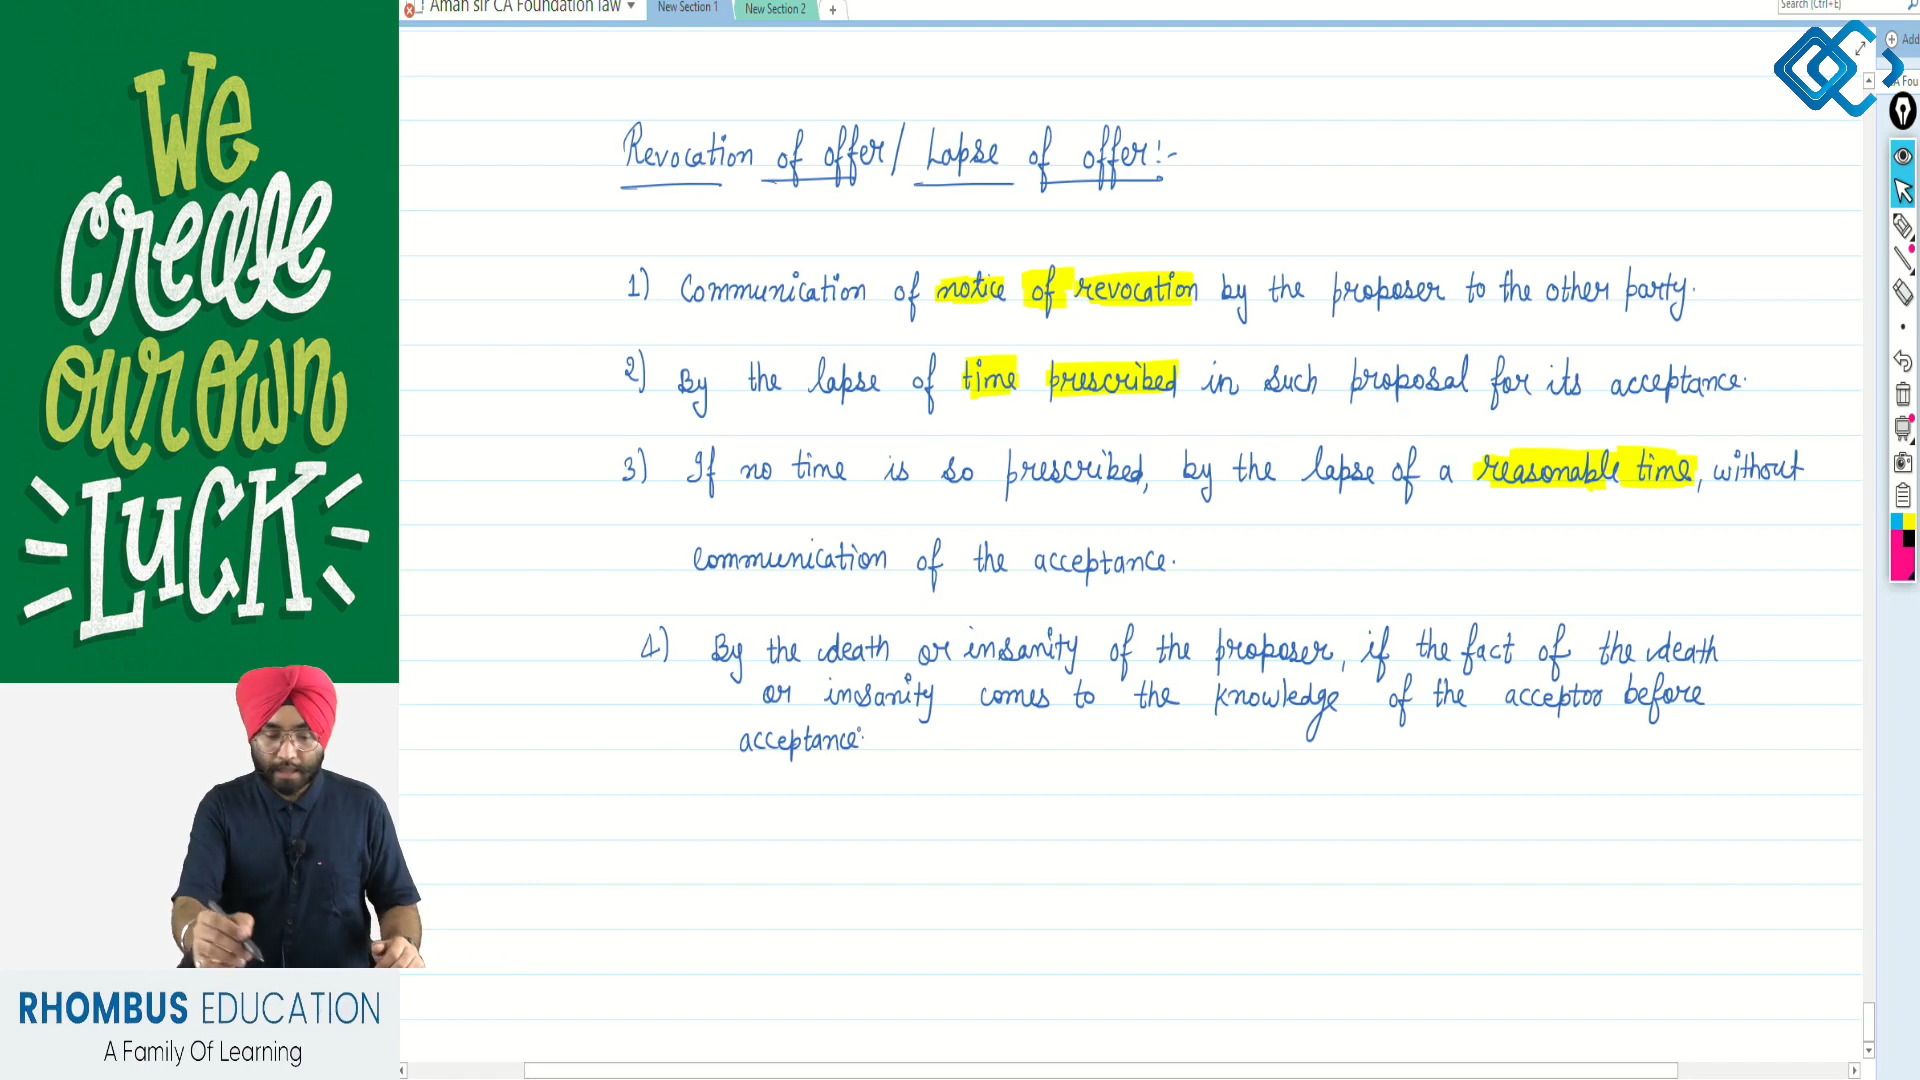 Aman sir CA Foundation law
New Section 1
New Section 2
Search (Ctrl+E)
Add
WE
CREATE
OUR OWN
LUCK
Revocation of offer/ Lapse of offer:-
1) Communication of notice of revocation by the proposer to the other party.
2) By the lapse of time prescribed in such proposal for its acceptance.
3) If no time is so prescribed, by the lapse of a reasonable time, without
communication of the acceptance.
4) By the death or insanity of the proposer, if the fact of the death
or insanity comes to the knowledge of the acceptor before
acceptance.
RHOMBUS EDUCATION
A Family Of Learning